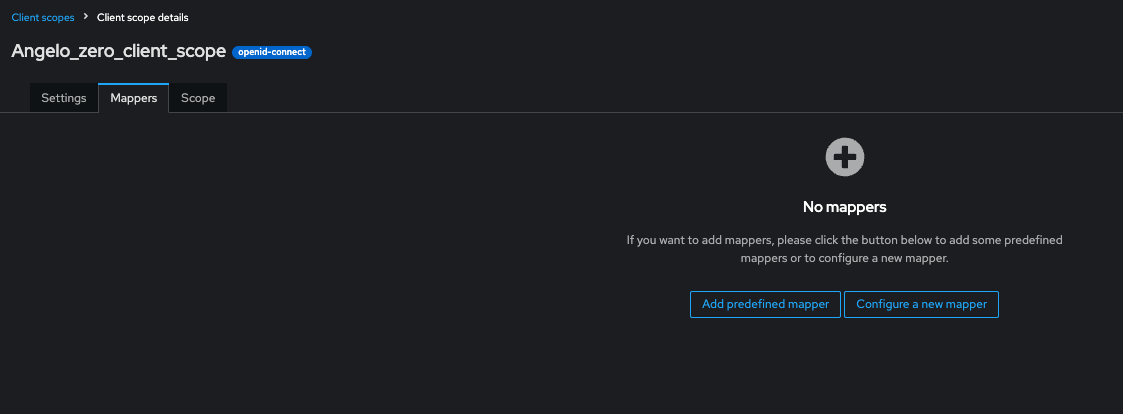 Client scopes > Client scope details
Angelo_zero_client_scope openid-connect
Settings Mappers Scope
No mappers
If you want to add mappers, please click the button below to add some predefined
mappers or to configure a new mapper.
Add predefined mapper Configure a new mapper